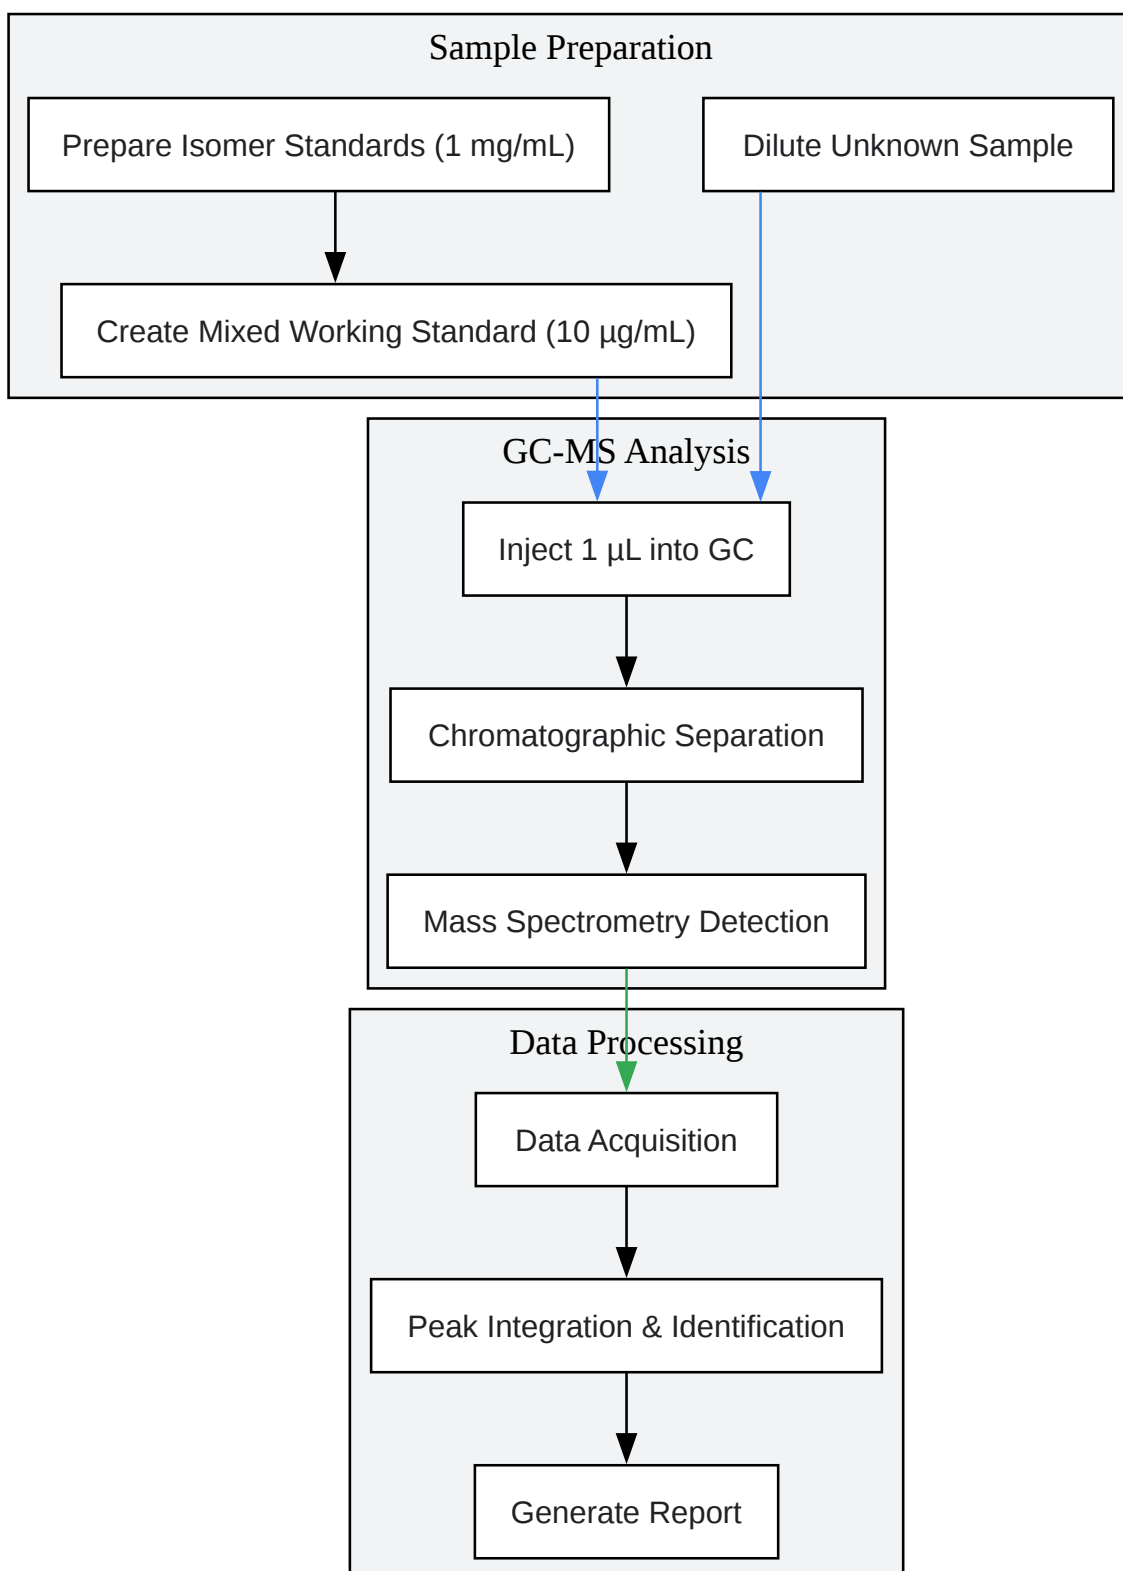 Sample Preparation
Prepare Isomer Standards (1 mg/mL)
Dilute Unknown Sample
Create Mixed Working Standard (10 µg/mL)
GC-MS Analysis
Inject 1 µL into GC
Chromatographic Separation
Mass Spectrometry Detection
Data Processing
Data Acquisition
Peak Integration & Identification
Generate Report